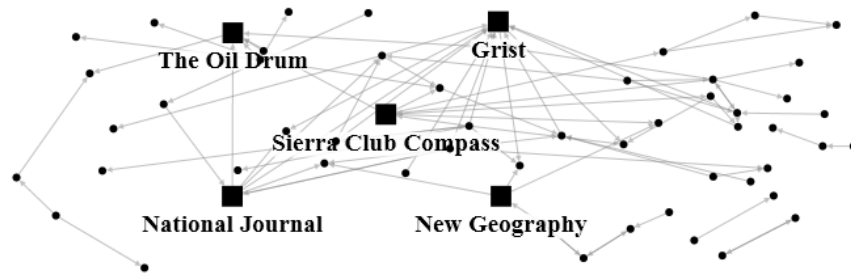 The Oil Drum
Grist
Sierra Club Compass
National Journal
New Geography